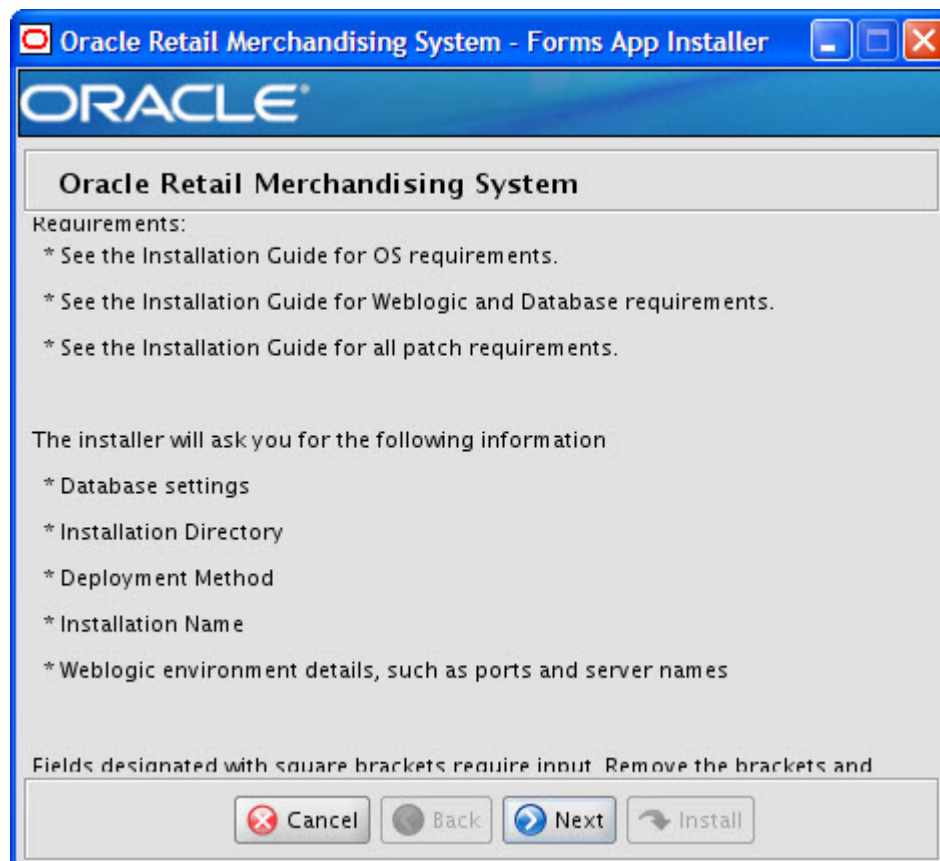 Oracle Retail Merchandising System - Forms App Installer
ORACLE
Oracle Retail Merchandising System
Requirements:
* See the Installation Guide for OS requirements.
* See the Installation Guide for Weblogic and Database requirements.
* See the Installation Guide for all patch requirements.
The installer will ask you for the following information
* Database settings
* Installation Directory
* Deployment Method
* Installation Name
* Weblogic environment details, such as ports and server names
Fields designated with square brackets require input. Remove the brackets and
Cancel Back Next Install